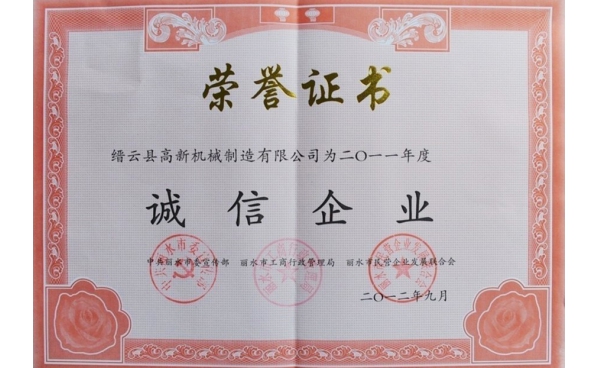 荣誉证书
缙云县高新机械制造有限公司为二〇一一年度
诚信企业
中共丽水市委宣传部 丽水市工商行政管理局 丽水市民营企业发展联合会
二〇一二年九月